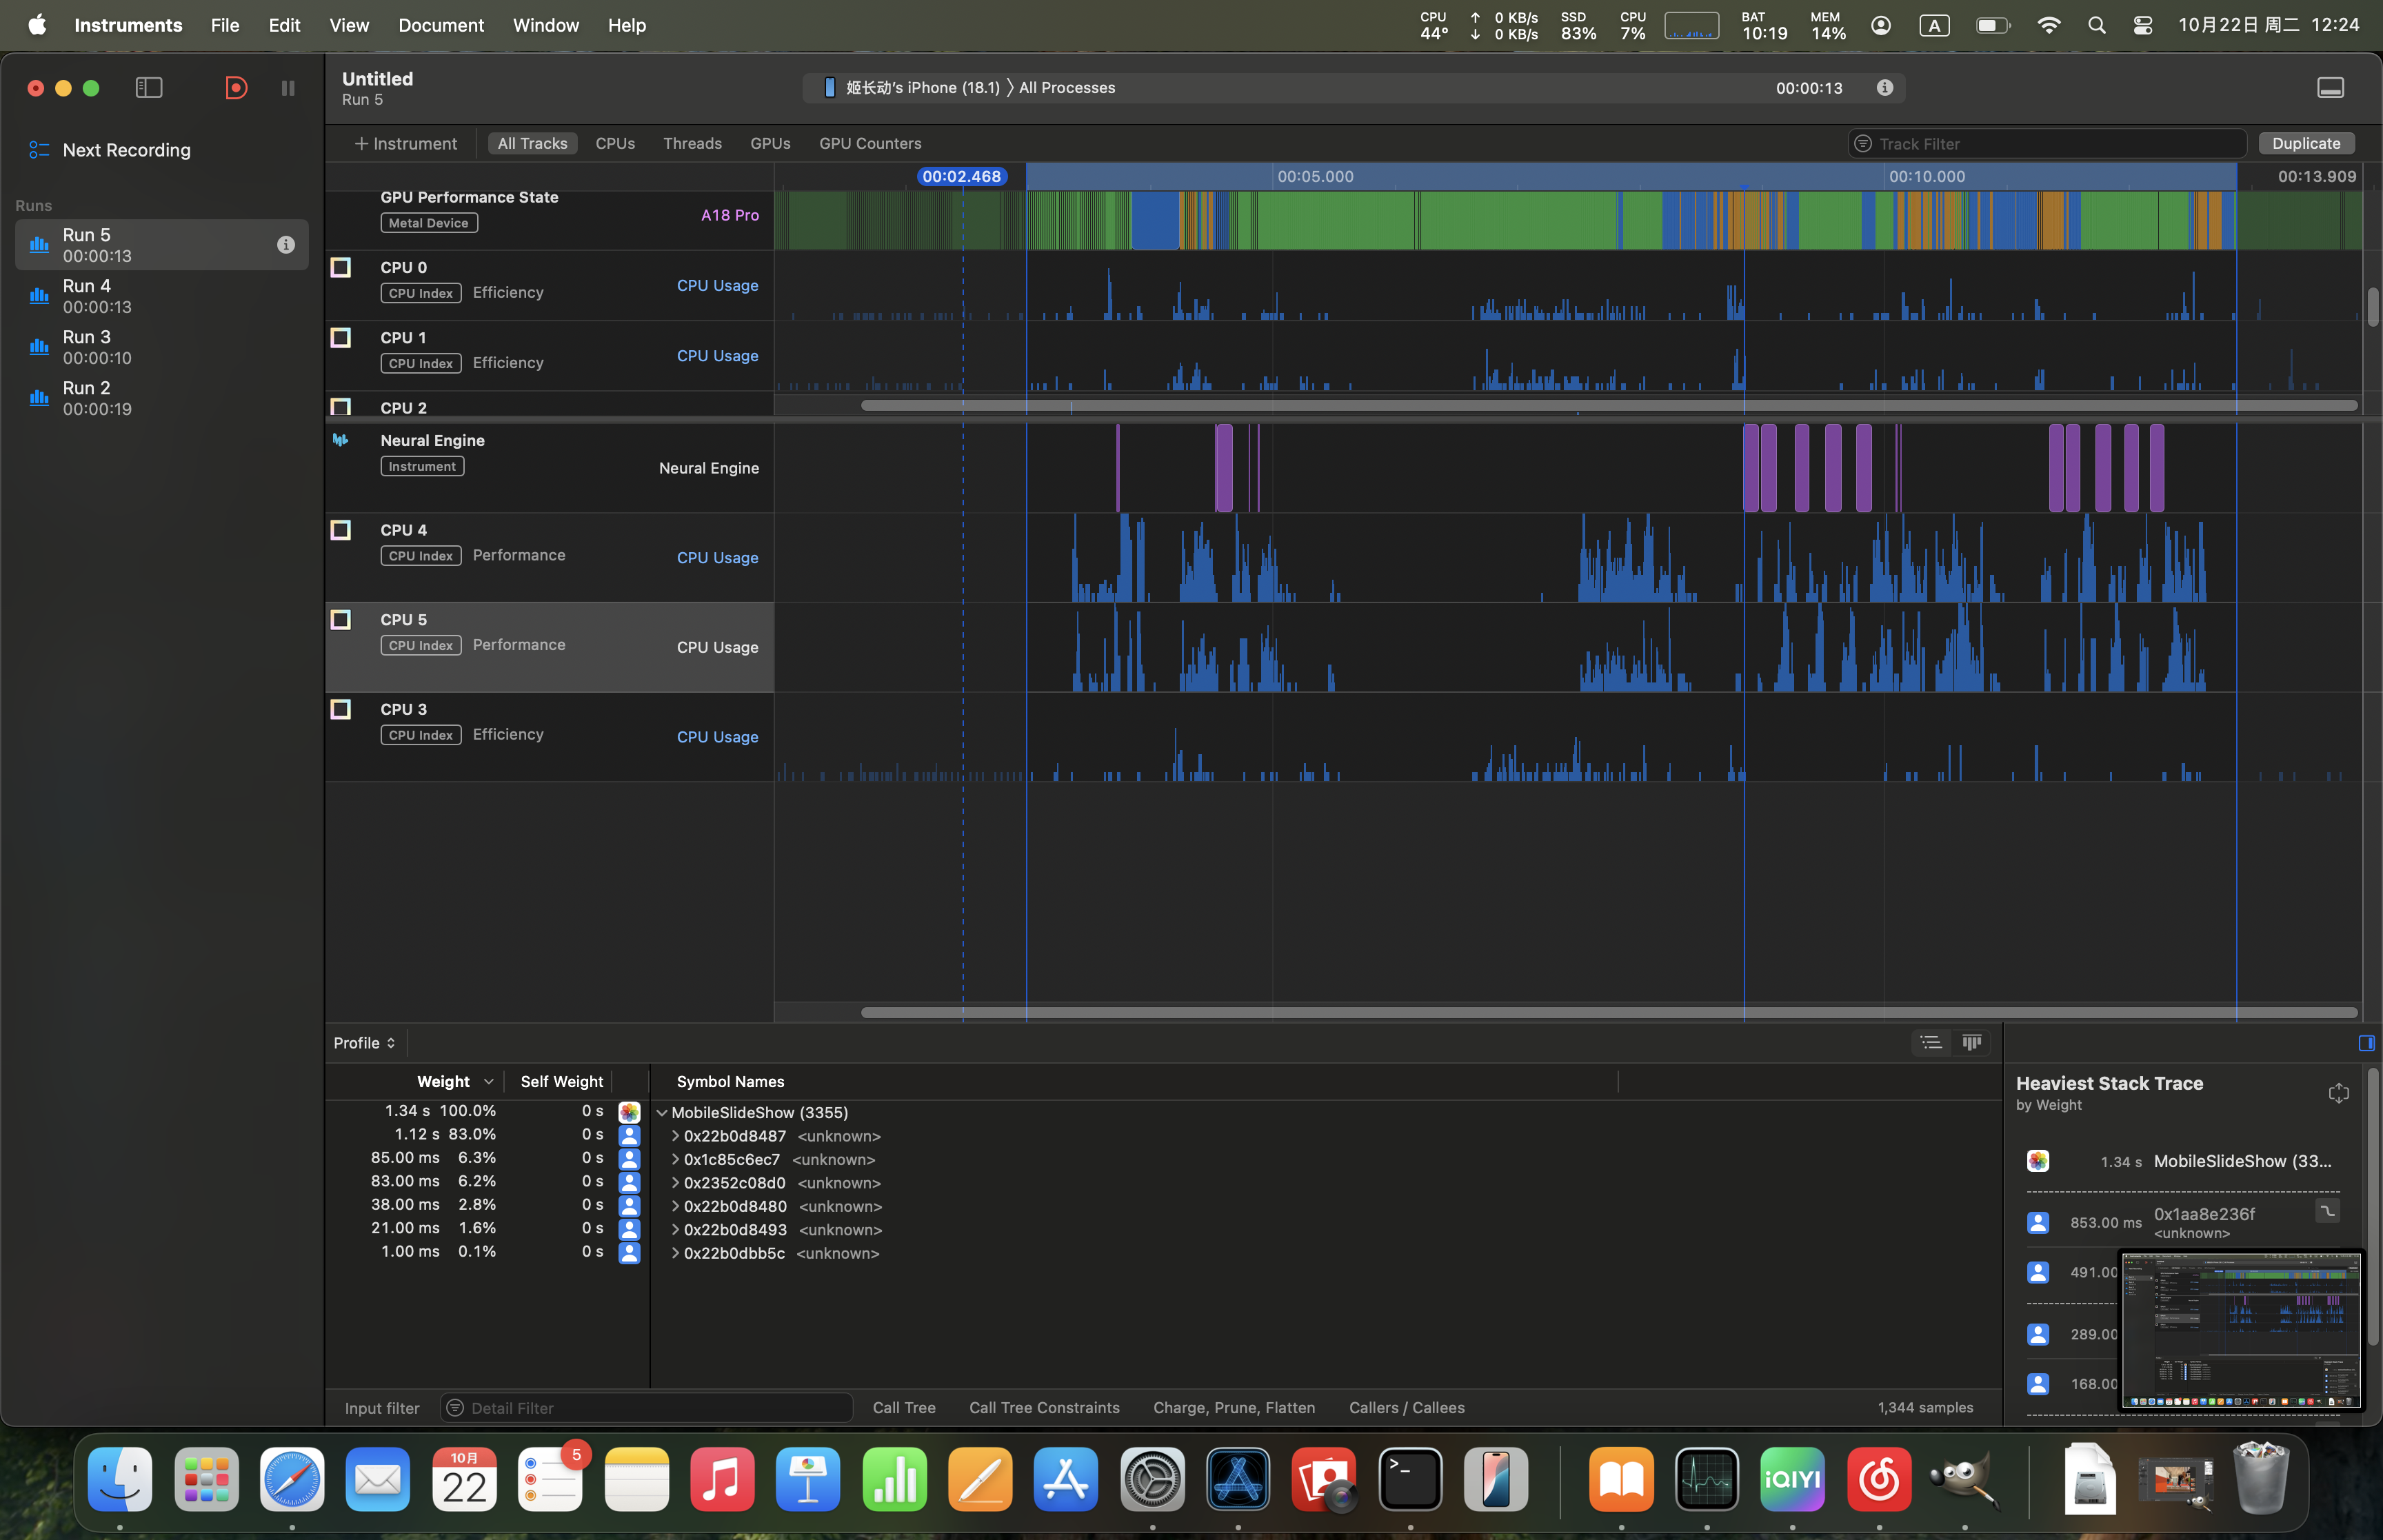 Instruments File Edit View Document Window Help
CPU 44° ↑ 0 KB/s ↓ 0 KB/s SSD 83% CPU 7% BAT 10:19 MEM 14% A 10月22日 周二 12:24
Untitled
Run 5
姬长动's iPhone (18.1) 〉 All Processes 00:00:13
Next Recording
Runs
Run 5
00:00:13
Run 4
00:00:13
Run 3
00:00:10
Run 2
00:00:19
+ Instrument All Tracks CPUs Threads GPUs GPU Counters Track Filter Duplicate
00:02.468 00:05.000 00:10.000 00:13.909
GPU Performance State
Metal Device A18 Pro
CPU 0
CPU Index Efficiency CPU Usage
CPU 1
CPU Index Efficiency CPU Usage
CPU 2
Neural Engine
Instrument Neural Engine
CPU 4
CPU Index Performance CPU Usage
CPU 5
CPU Index Performance CPU Usage
CPU 3
CPU Index Efficiency CPU Usage
Profile
Weight Self Weight Symbol Names
1.34 s 100.0% 0 s MobileSlideShow (3355)
1.12 s 83.0% 0 s 0x22b0d8487 <unknown>
85.00 ms 6.3% 0 s 0x1c85c6ec7 <unknown>
83.00 ms 6.2% 0 s 0x2352c08d0 <unknown>
38.00 ms 2.8% 0 s 0x22b0d8480 <unknown>
21.00 ms 1.6% 0 s 0x22b0d8493 <unknown>
1.00 ms 0.1% 0 s 0x22b0dbb5c <unknown>
Heaviest Stack Trace
by Weight
1.34 s MobileSlideShow (33...
853.00 ms 0x1aa8e236f
<unknown>
491.00
289.00
168.00
Input filter Detail Filter Call Tree Call Tree Constraints Charge, Prune, Flatten Callers / Callees 1,344 samples
10月
22
5
iQIYI